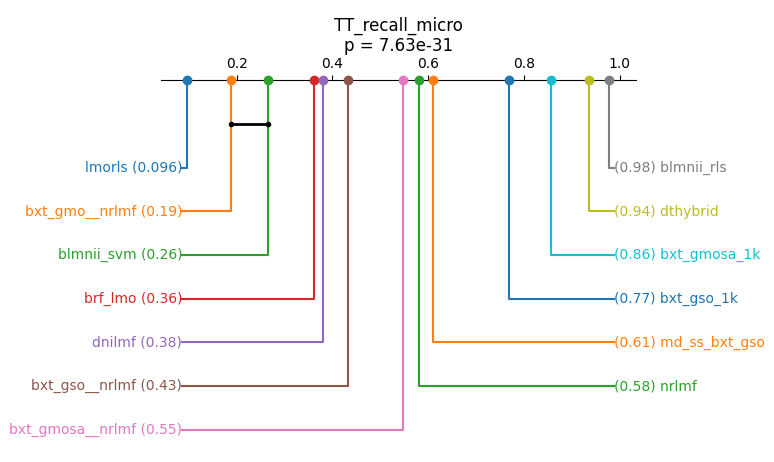 TT_recall_micro
p = 7.63e-31
0.2 0.4 0.6 0.8 1.0
lmorls (0.096) (0.98) blmnii_rls
bxt_gmo__nrlmf (0.19) (0.94) dthybrid
blmnii_svm (0.26) (0.86) bxt_gmosa_1k
brf_lmo (0.36) (0.77) bxt_gso_1k
dnilmf (0.38) (0.61) md_ss_bxt_gso
bxt_gso__nrlmf (0.43) (0.58) nrlmf
bxt_gmosa__nrlmf (0.55)